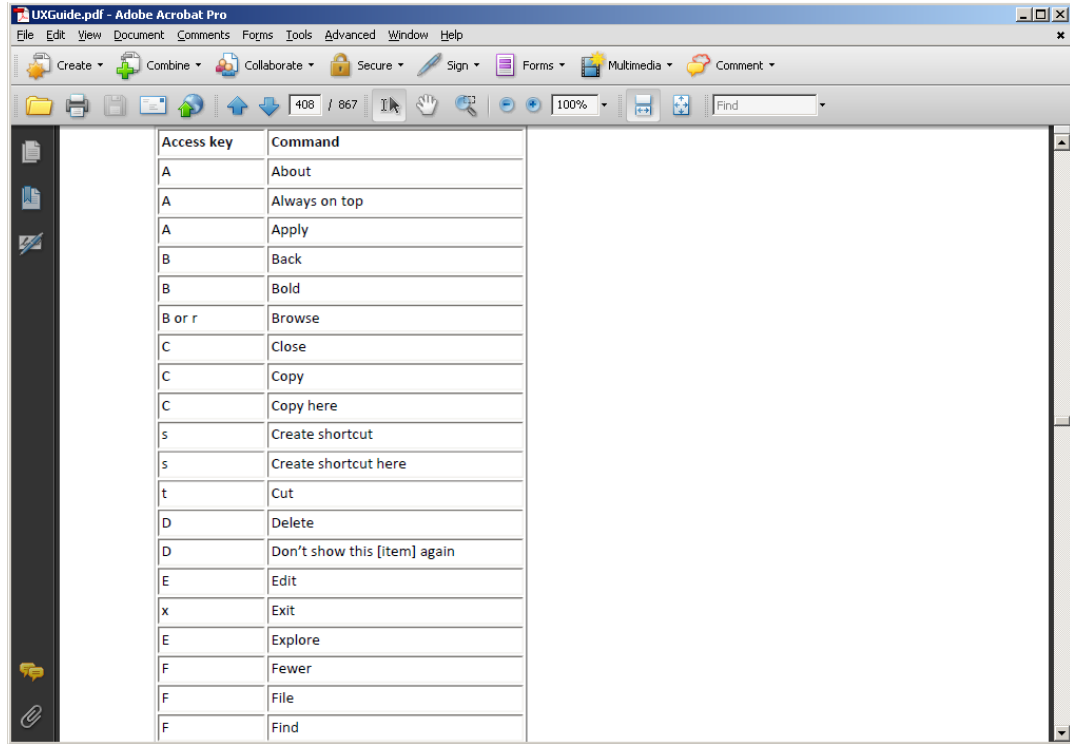 UXGuide.pdf - Adobe Acrobat Pro
File Edit View Document Comments Forms Tools Advanced Window Help
Create Combine Collaborate Secure Sign Forms Multimedia Comment
408 / 867 100% Find
Access key Command
A About
A Always on top
A Apply
B Back
B Bold
B or r Browse
C Close
C Copy
C Copy here
s Create shortcut
s Create shortcut here
t Cut
D Delete
D Don’t show this [item] again
E Edit
x Exit
E Explore
F Fewer
F File
F Find